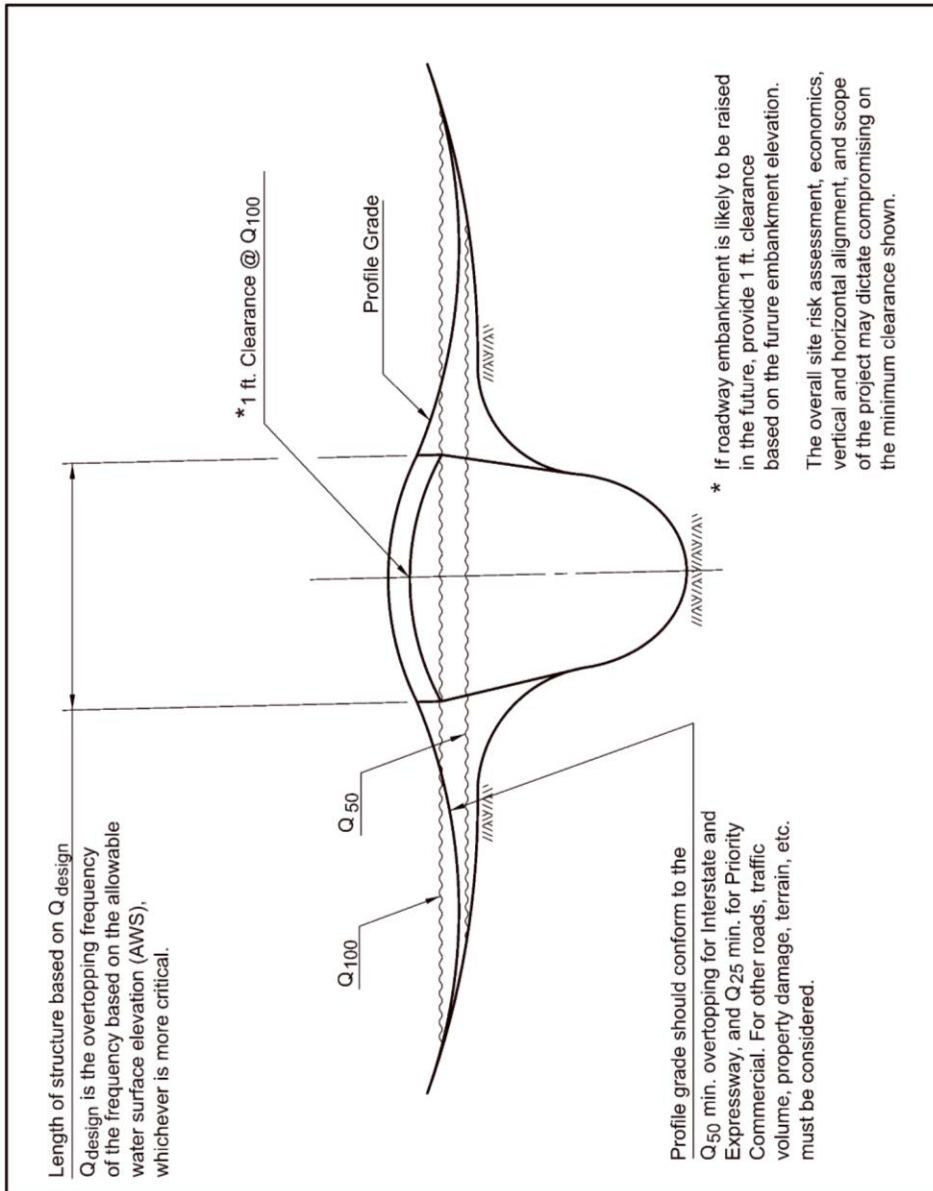 Length of structure based on Q design
Qdesign is the overtopping frequency
of the frequency based on the allowable
water surface elevation (AWS),
whichever is more critical.
*1 ft. Clearance @ Q100
Profile Grade
Q50
Q100
Profile grade should conform to the
Q50 min. overtopping for Interstate and
Expressway, and Q25 min. for Priority
Commercial. For other roads, traffic
volume, property damage, terrain, etc.
must be considered.
* If roadway embankment is likely to be raised
in the future, provide 1 ft. clearance
based on the furure embankment elevation.
The overall site risk assessment, economics,
vertical and horizontal alignment, and scope
of the project may dictate compromising on
the minimum clearance shown.